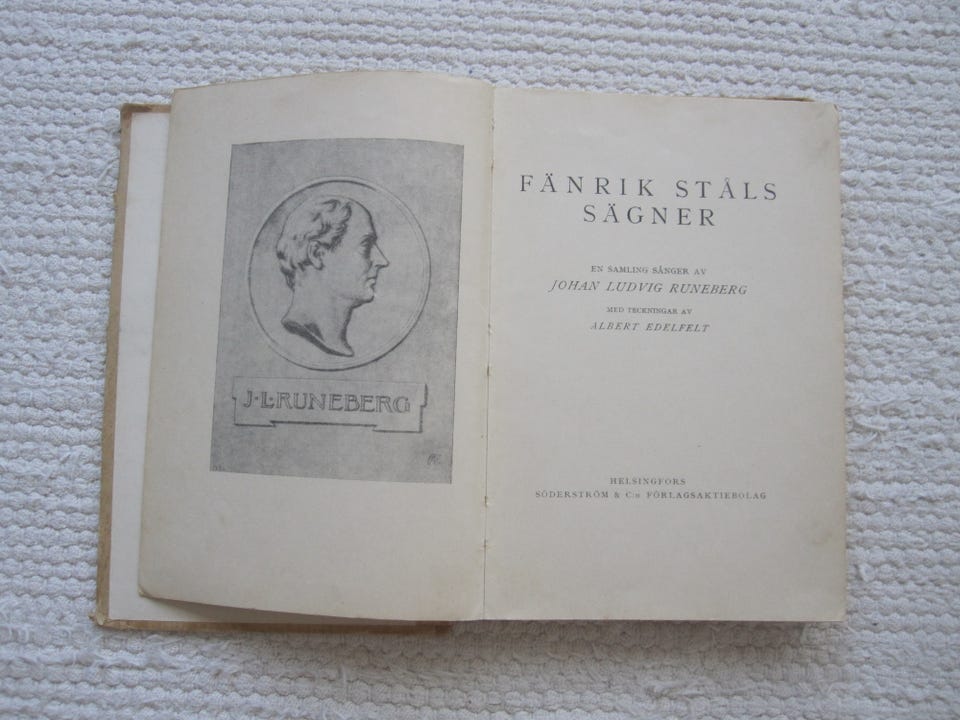 J·L·RUNEBERG
FÄNRIK STÅLS
SÄGNER
EN SAMLING SÅNGER AV
JOHAN LUDVIG RUNEBERG
MED TECKNINGAR AV
ALBERT EDELFELT
HELSINGFORS
SÖDERSTRÖM & C:o FÖRLAGSAKTIEBOLAG